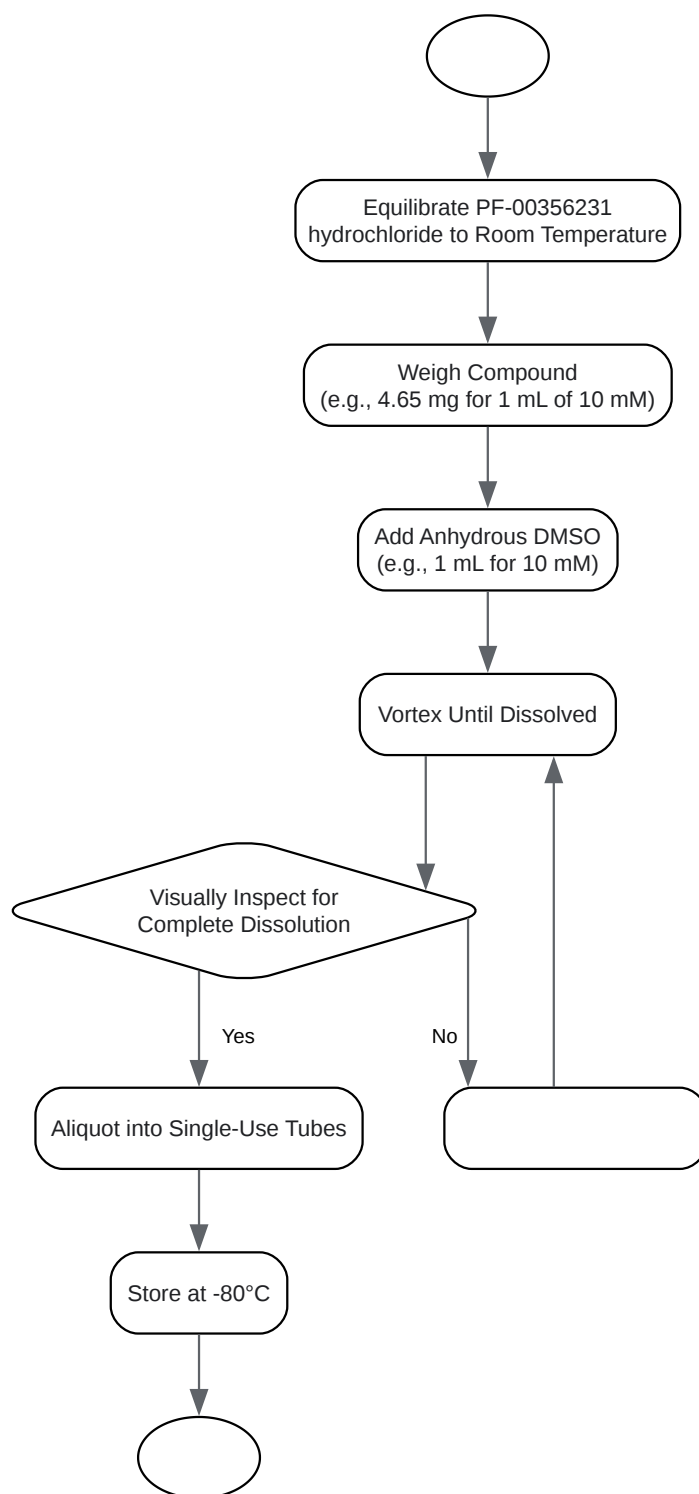 Equilibrate PF-00356231
hydrochloride to Room Temperature
Weigh Compound
(e.g., 4.65 mg for 1 mL of 10 mM)
Add Anhydrous DMSO
(e.g., 1 mL for 10 mM)
Vortex Until Dissolved
Visually Inspect for
Complete Dissolution
Yes
No
Aliquot into Single-Use Tubes
Store at -80°C